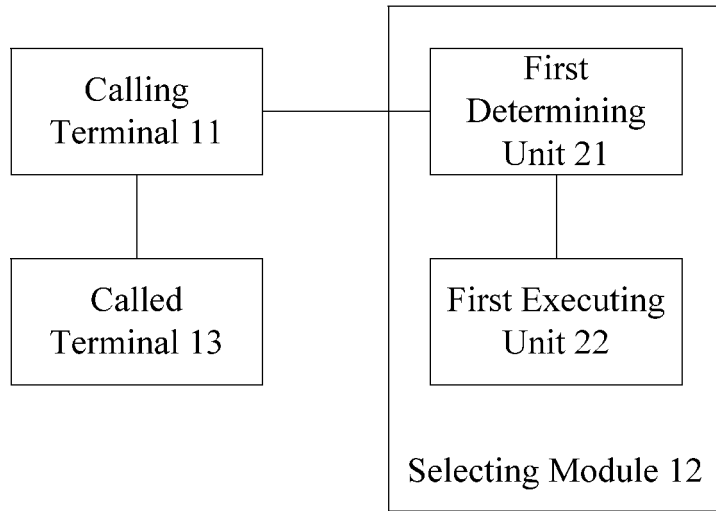 Calling
Terminal 11
First
Determining
Unit 21
Called
Terminal 13
First Executing
Unit 22
Selecting Module 12